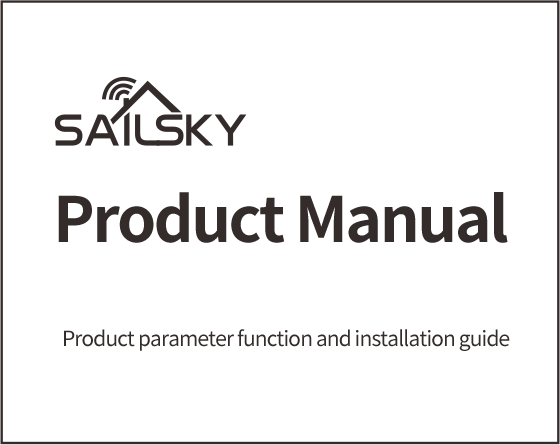 SAILSKY
Product Manual
Product parameter function and installation guide